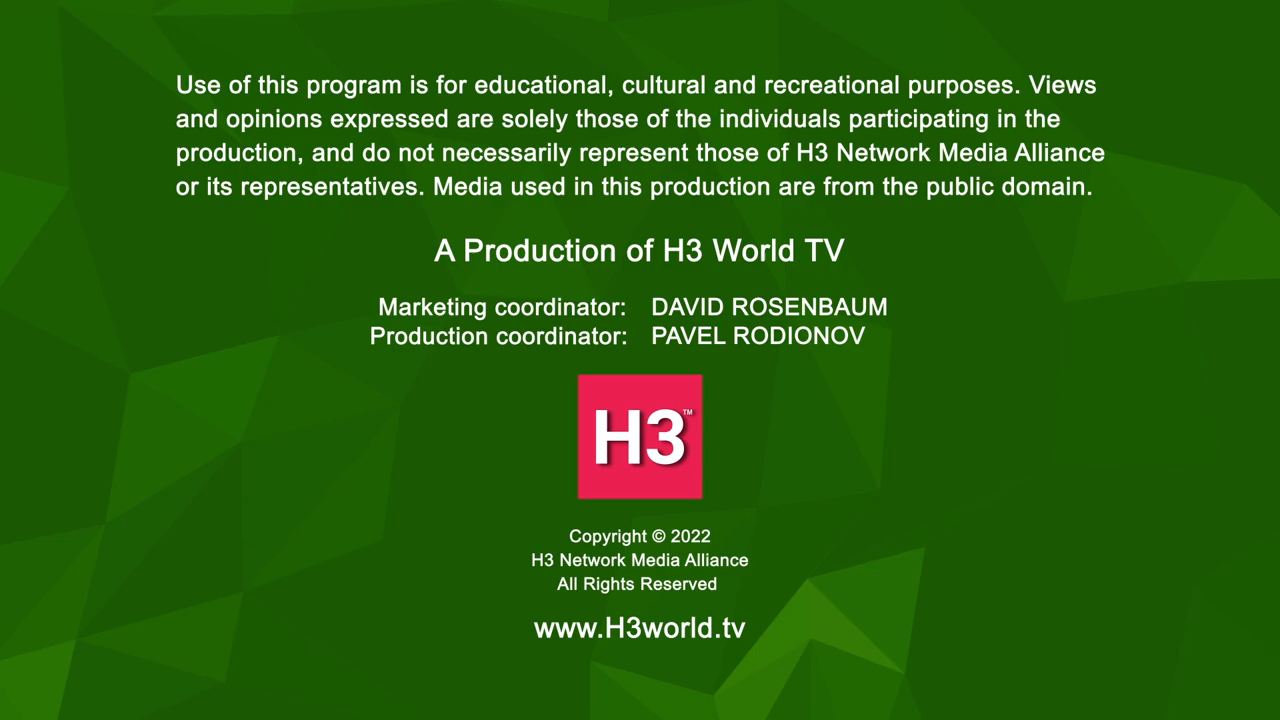 Use of this program is for educational, cultural and recreational purposes. Views
and opinions expressed are solely those of the individuals participating in the
production, and do not necessarily represent those of H3 Network Media Alliance
or its representatives. Media used in this production are from the public domain.
A Production of H3 World TV
Marketing coordinator: DAVID ROSENBAUM
Production coordinator: PAVEL RODIONOV
H3™
Copyright © 2022
H3 Network Media Alliance
All Rights Reserved
www.H3world.tv